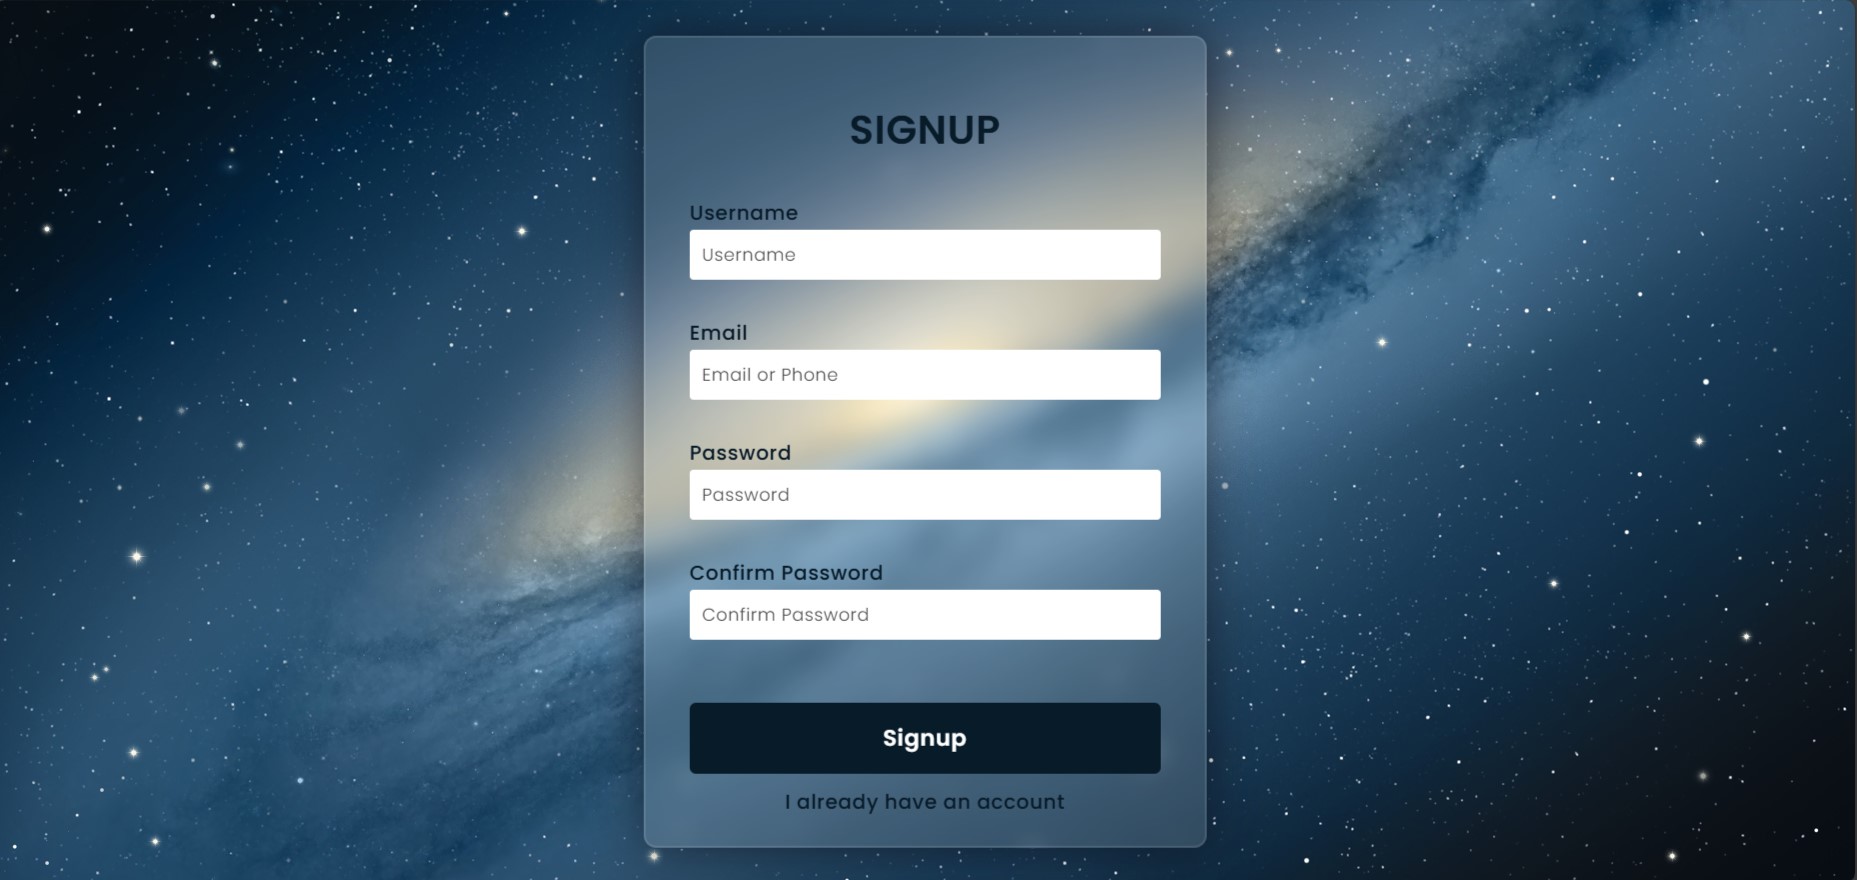 SIGNUP
Username
Username
Email
Email or Phone
Password
Password
Confirm Password
Confirm Password
Signup
I already have an account